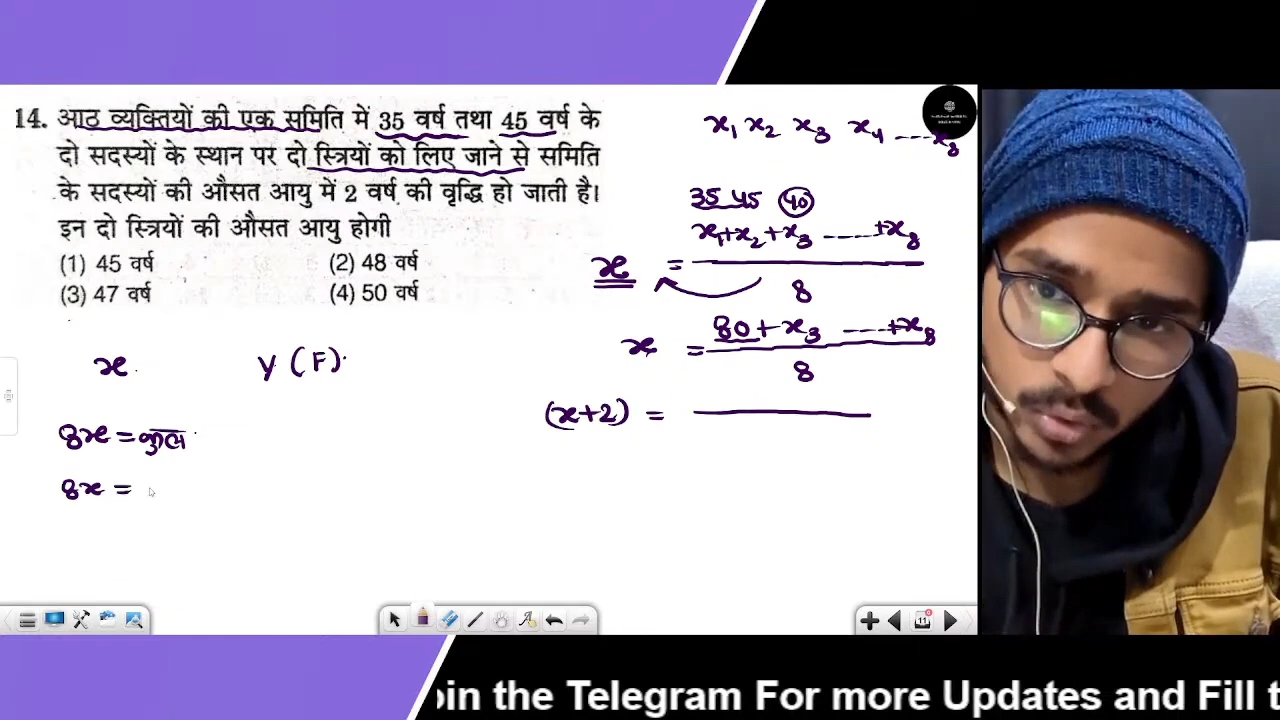 14. आठ व्यक्तियों की एक समिति में 35 वर्ष तथा 45 वर्ष के
दो सदस्यों के स्थान पर दो स्त्रियों को लिए जाने से समिति
के सदस्यों की औसत आयु में 2 वर्ष की वृद्धि हो जाती है।
इन दो स्त्रियों की औसत आयु होगी
(1) 45 वर्ष (2) 48 वर्ष
(3) 47 वर्ष (4) 50 वर्ष
x y (F)
8x = कुल
8x =
x₁ x₂ x₃ x₄ ---- x₈
35 45 40
x = x₁+x₂+x₃ ----- +x₈
8
x = 80+x₃ ----+x₈
8
(x+2) =
11
oin the Telegram For more Updates and Fill t